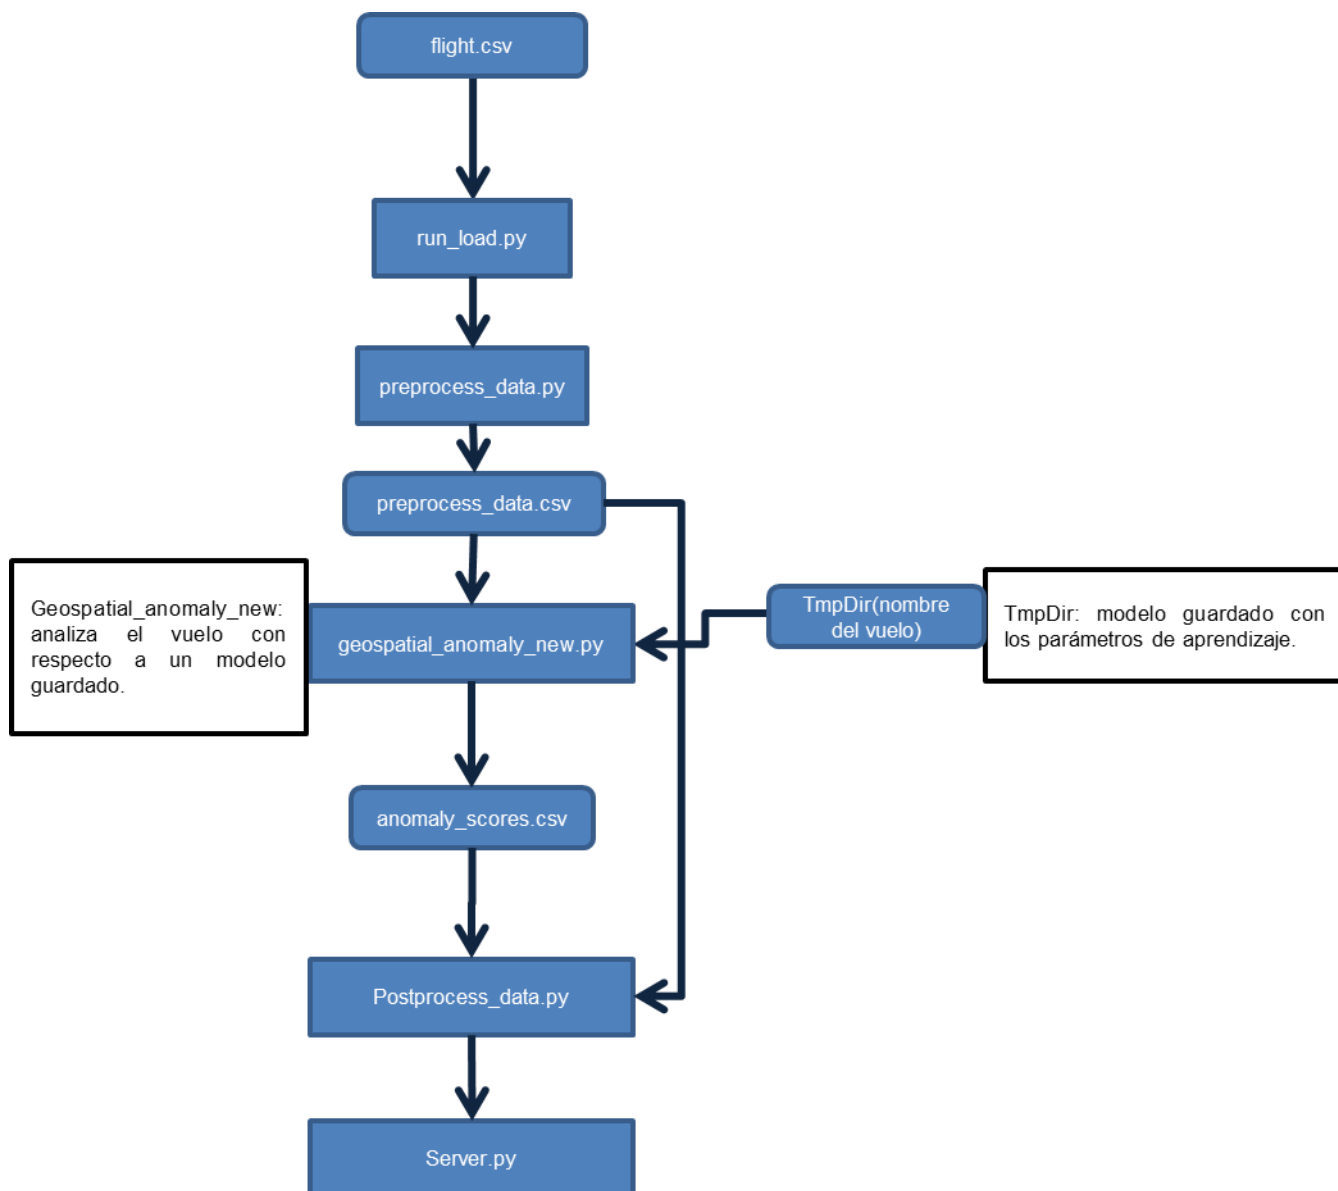 flight.csv
run_load.py
preprocess_data.py
preprocess_data.csv
Geospatial_anomaly_new:
analiza el vuelo con
respecto a un modelo
guardado.
geospatial_anomaly_new.py
TmpDir(nombre
del vuelo)
TmpDir: modelo guardado con
los parámetros de aprendizaje.
anomaly_scores.csv
Postprocess_data.py
Server.py